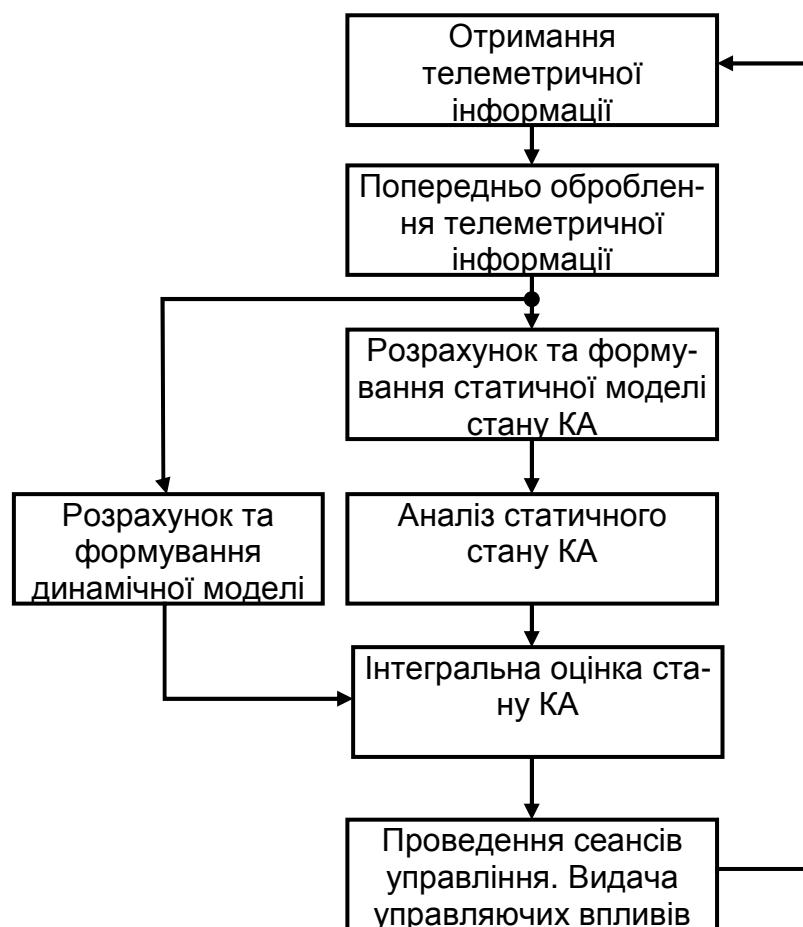 Отримання
телеметричної
інформації
Попередньо оброблен-
ня телеметричної
інформації
Розрахунок та форму-
вання статичної моделі
стану КА
Розрахунок та
формування
динамічної моделі
Аналіз статичного
стану КА
Інтегральна оцінка ста-
ну КА
Проведення сеансів
управління. Видача
управляючих впливів